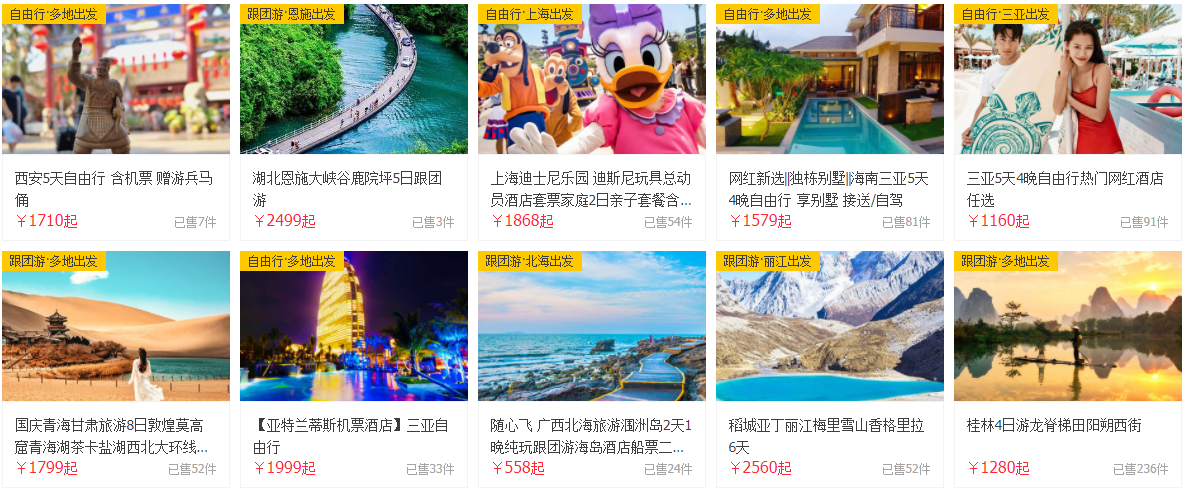 自由行·多地出发
跟团游·恩施出发
自由行·上海出发
自由行·多地出发
自由行·三亚出发
西安5天自由行 含机票 赠游兵马
俑
￥1710起 已售7件
湖北恩施大峡谷鹿院坪5日跟团
游
￥2499起 已售3件
上海迪士尼乐园 迪斯尼玩具总动
员酒店套票家庭2日亲子套餐含...
￥1868起 已售54件
网红新选||独栋别墅||海南三亚5天
4晚自由行 享别墅 接送/自驾
￥1579起 已售81件
三亚5天4晚自由行热门网红酒店
任选
￥1160起 已售91件
跟团游·多地出发
自由行·多地出发
跟团游·北海出发
跟团游·丽江出发
跟团游·多地出发
国庆青海甘肃旅游8日敦煌莫高
窟青海湖茶卡盐湖西北大环线...
￥1799起 已售52件
【亚特兰蒂斯机票酒店】三亚自
由行
￥1999起 已售33件
随心飞 广西北海旅游涠洲岛2天1
晚纯玩跟团游海岛酒店船票二...
￥558起 已售24件
稻城亚丁丽江梅里雪山香格里拉
6天
￥2560起 已售52件
桂林4日游龙脊梯田阳朔西街
￥1280起 已售236件